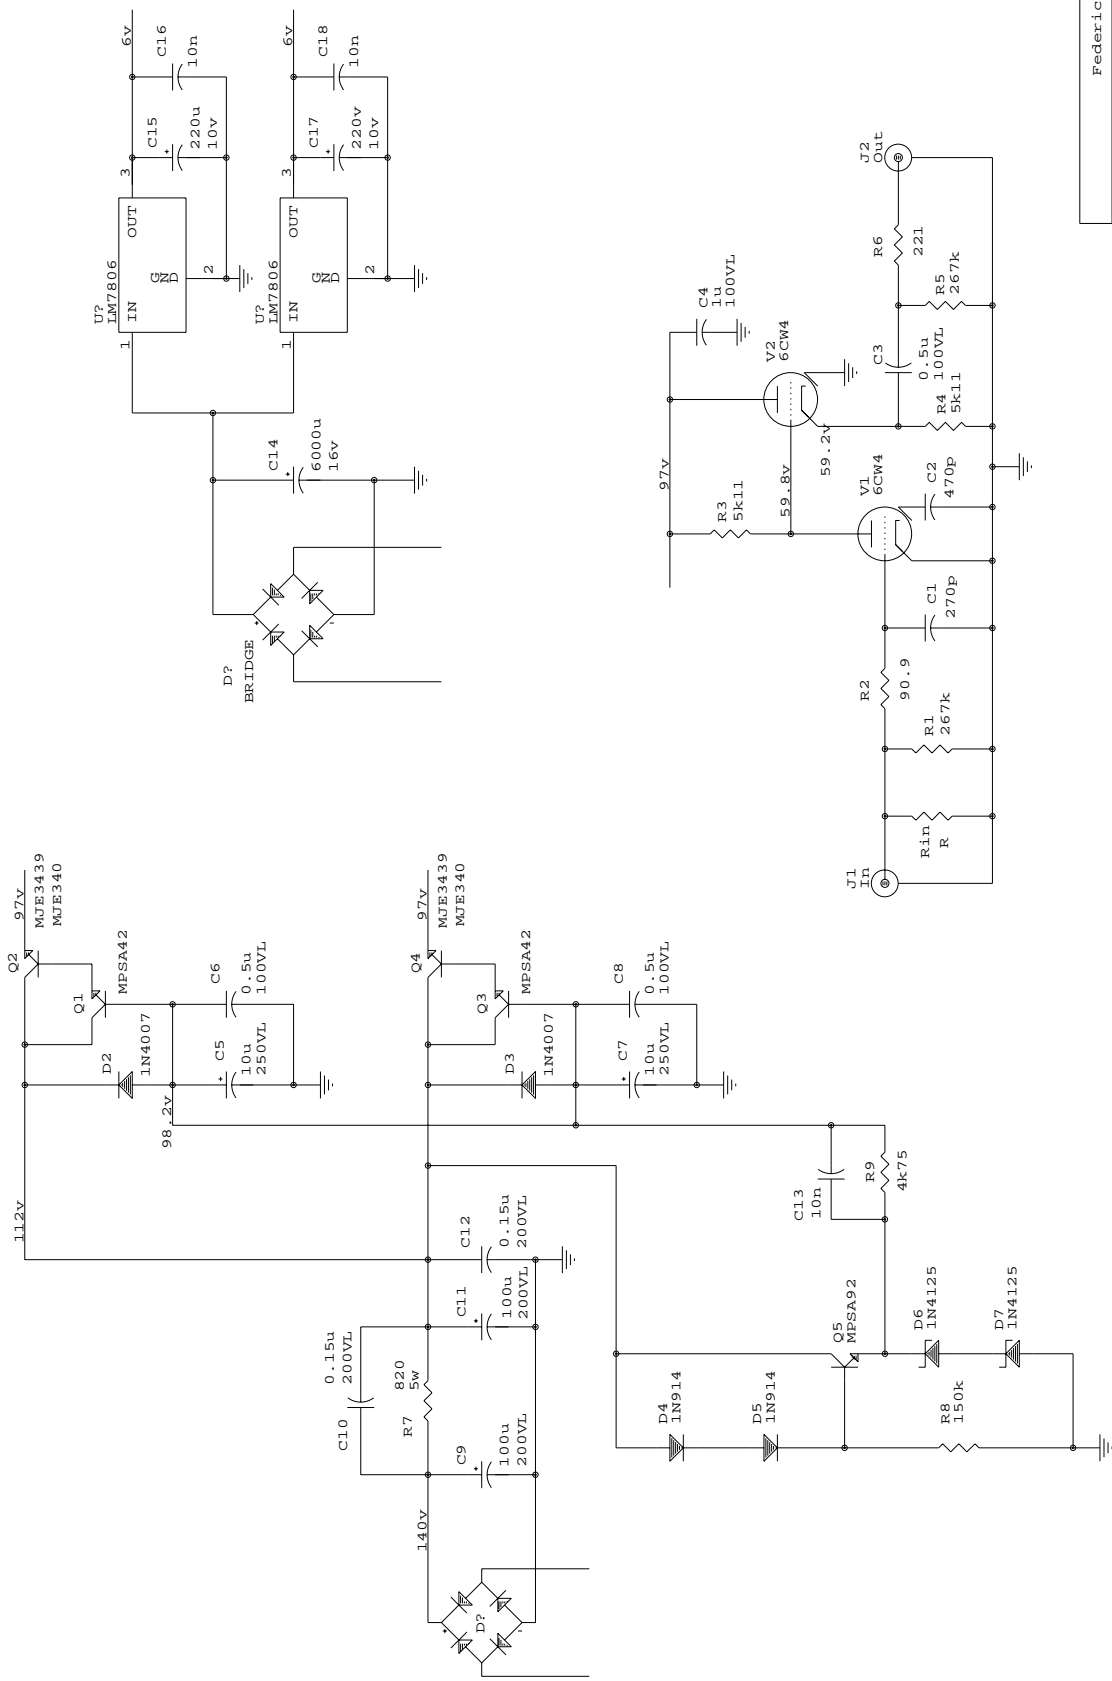 Q2
97v
MJE3439
MJE340
Q1
MPSA42
D2
1N4007
C5
10u
250VL
C6
0.5u
100VL
98.2v
112v
Q4
97v
MJE3439
MJE340
Q3
MPSA42
D3
1N4007
C7
10u
250VL
C8
0.5u
100VL
C10
0.15u
200VL
R7
820
5w
140v
D?
+
-
C9
100u
200VL
C11
100u
200VL
C12
0.15u
200VL
C13
10n
R9
4k75
D4
1N914
D5
1N914
Q5
MPSA92
D6
1N4125
D7
1N4125
R8
150k
D?
BRIDGE
+
-
C14
6000u
16v
U?
LM7806
1
IN
OUT
3
GND
2
6v
C15
220u
10v
C16
10n
U?
LM7806
1
IN
OUT
3
GND
2
6v
C17
220v
10v
C18
10n
97v
C4
1u
100VL
R3
5k11
59.8v
V2
6CW4
59.2v
V1
6CW4
J1
In
Rin
R
R1
267k
R2
90.9
C1
270p
C2
470p
R4
5k11
C3
0.5u
100VL
R5
267k
R6
221
J2
Out
Federic